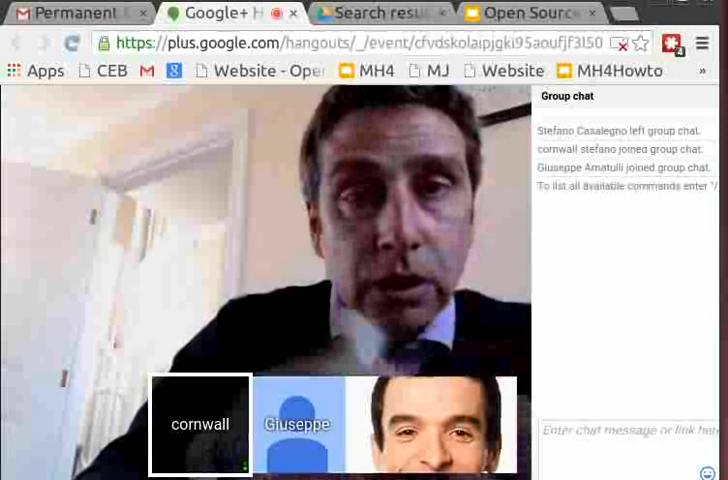 Permanent
Google+ H
Search resu
Open Source
https://plus.google.com/hangouts/_/event/cfvdskolaipjgki95aoufjf3l50
Apps
CEB
Website - Ope
MH4
MJ
Website
MH4Howto
»
Group chat
Stefano Casalegno left group chat.
cornwall stefano joined group chat.
Giuseppe Amatulli joined group chat.
To list all available commands enter "/
cornwall
Giuseppe
Enter chat message or link here